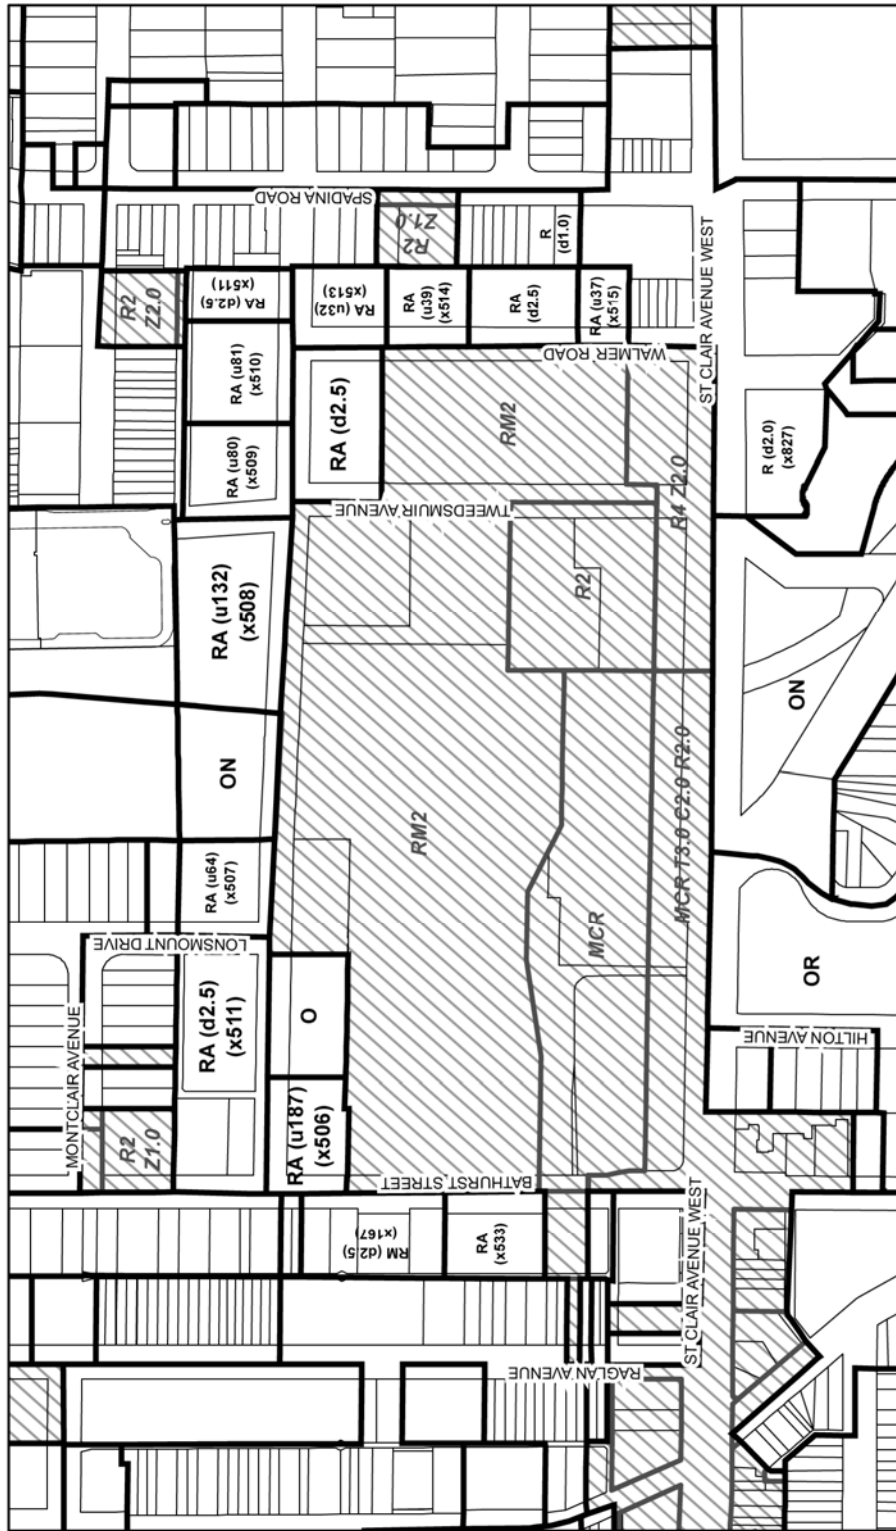 SPADINA ROAD
R2
Z1.0
R
(d1.0)
R2
Z2.0
RA (d2.5)
(x511)
RA (u32)
(x513)
RA
(u39)
(x514)
RA
(d2.5)
RA (u37)
(x515)
ST CLAIR AVENUE WEST
RA (u81)
(x510)
RA (d2.5)
RM2
WALMER ROAD
RA (u80)
(x509)
TWEEDSMUIR AVENUE
R4 Z2.0
R (d2.0)
(x827)
RA (u132)
(x508)
R2
ON
ON
RM2
MCR T3.0 C2.0 R2.0
RA (u64)
(x507)
LONSMOUNT DRIVE
MCR
OR
MONTCLAIR AVENUE
RA (d2.5)
(x511)
O
HILTON AVENUE
R2
Z1.0
RA (u187)
(x506)
BATHURST STREET
RM (d2.5)
(x167)
RA
(x533)
ST CLAIR AVENUE WEST
RAGLAN AVENUE